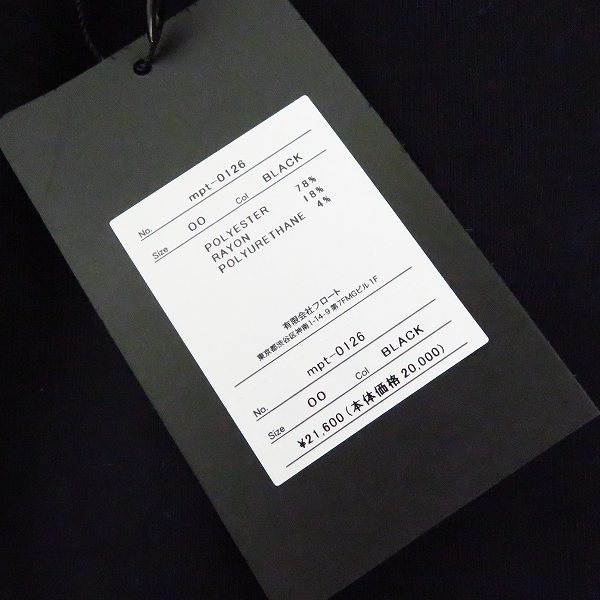 No. mpt-0126
Size 00 Col BLACK
POLYESTER 78%
RAYON 18%
POLYURETHANE 4%
有限会社フロート
東京都渋谷区神南1-14-9 第7FMGビル 1F
No. mpt-0126
Size 00 Col BLACK
¥21,600(本体価格20,000)